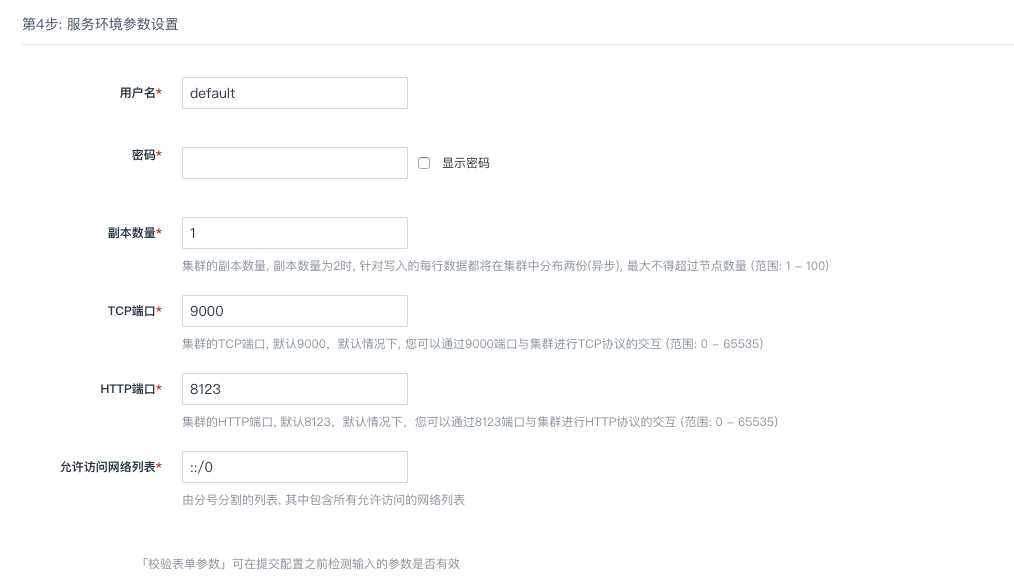 第4步: 服务环境参数设置
用户名* default
密码* 显示密码
副本数量* 1
集群的副本数量, 副本数量为2时, 针对写入的每行数据都将在集群中分布两份(异步), 最大不得超过节点数量 (范围: 1 - 100)
TCP端口* 9000
集群的TCP端口, 默认9000，默认情况下, 您可以通过9000端口与集群进行TCP协议的交互 (范围: 0 - 65535)
HTTP端口* 8123
集群的HTTP端口, 默认8123，默认情况下，您可以通过8123端口与集群进行HTTP协议的交互 (范围: 0 - 65535)
允许访问网络列表* ::/0
由分号分割的列表, 其中包含所有允许访问的网络列表
「校验表单参数」可在提交配置之前检测输入的参数是否有效